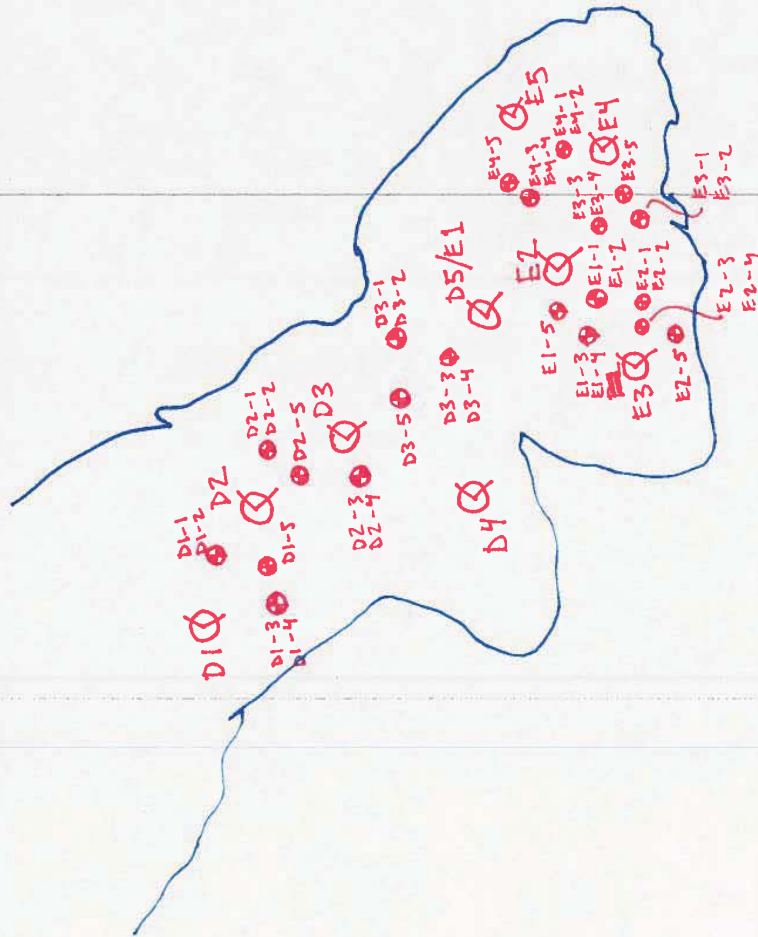 E5
E4-1
E4-2
E4-5
E4-3
E4-4
E4
E3-5
E3-3
E3-4
E3-1
E3-2
D5/E1
E2
E1-1
E1-2
E2-1
E2-2
E2-3
E2-4
E1-5
E1-3
E1-4
E3
E2-5
D3-1
D3-2
D3-3
D3-4
D3-5
D3
D2-1
D2-2
D2-5
D2-3
D2-4
D4
D2
D1-1
D1-2
D1-5
D1
D1-3
D1-4